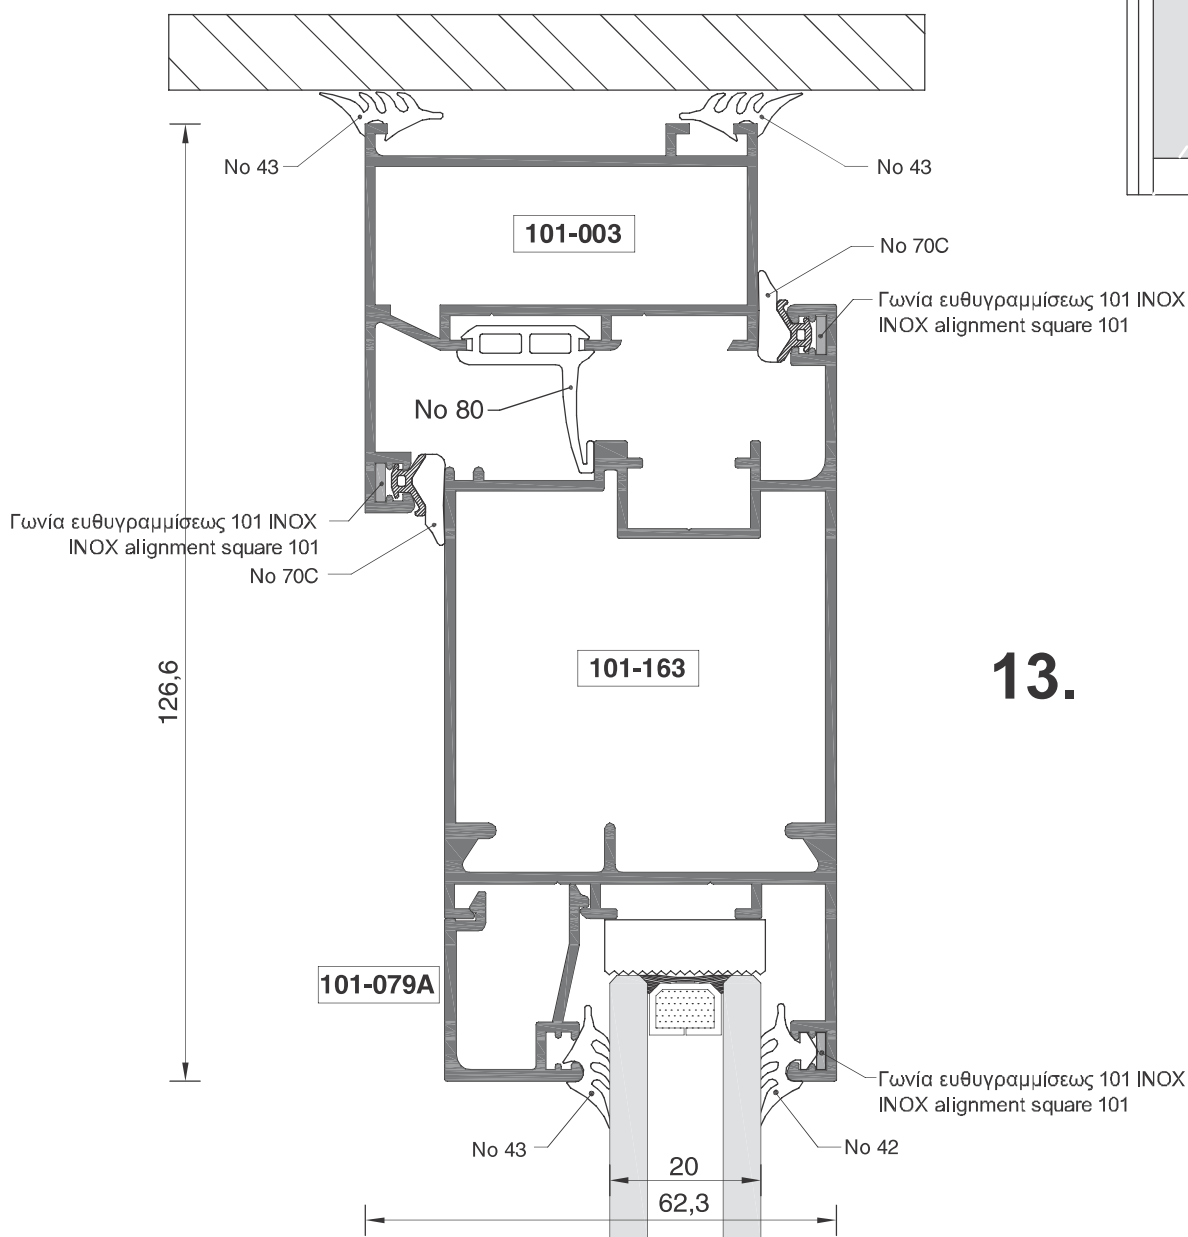 No 43
No 43
101-003
No 70C
Γωνία ευθυγραμμίσεως 101 INOX
INOX alignment square 101
No 80
Γωνία ευθυγραμμίσεως 101 INOX
INOX alignment square 101
No 70C
126,6
101-163
13.
101-079A
Γωνία ευθυγραμμίσεως 101 INOX
INOX alignment square 101
No 43
No 42
20
62,3